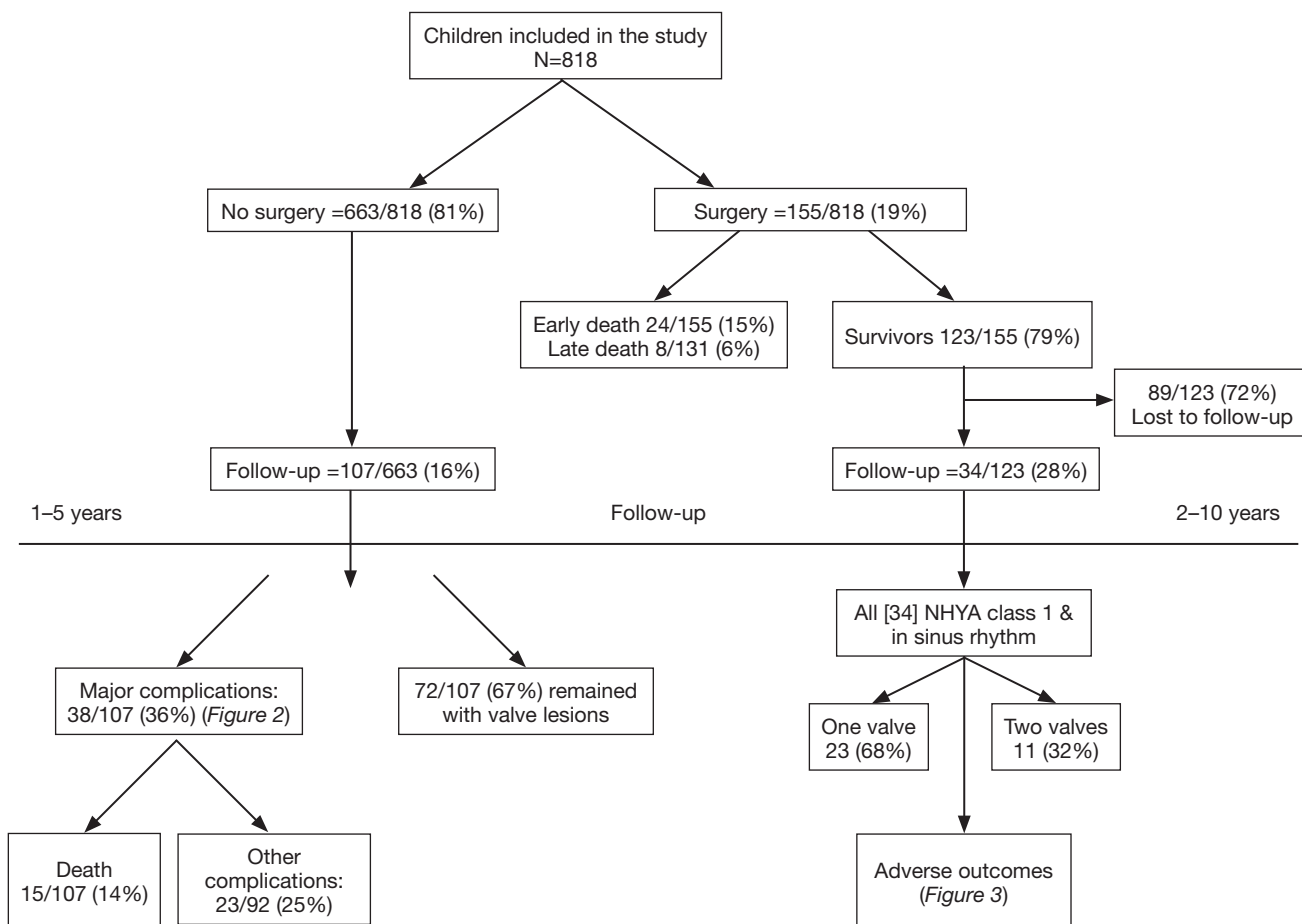 Children included in the study
N=818
No surgery =663/818 (81%)
Surgery =155/818 (19%)
Early death 24/155 (15%)
Late death 8/131 (6%)
Survivors 123/155 (79%)
89/123 (72%)
Lost to follow-up
Follow-up =107/663 (16%)
Follow-up =34/123 (28%)
1–5 years
Follow-up
2–10 years
All [34] NHYA class 1 &
in sinus rhythm
Major complications:
38/107 (36%) (Figure 2)
72/107 (67%) remained
with valve lesions
One valve
23 (68%)
Two valves
11 (32%)
Death
15/107 (14%)
Other
complications:
23/92 (25%)
Adverse outcomes
(Figure 3)